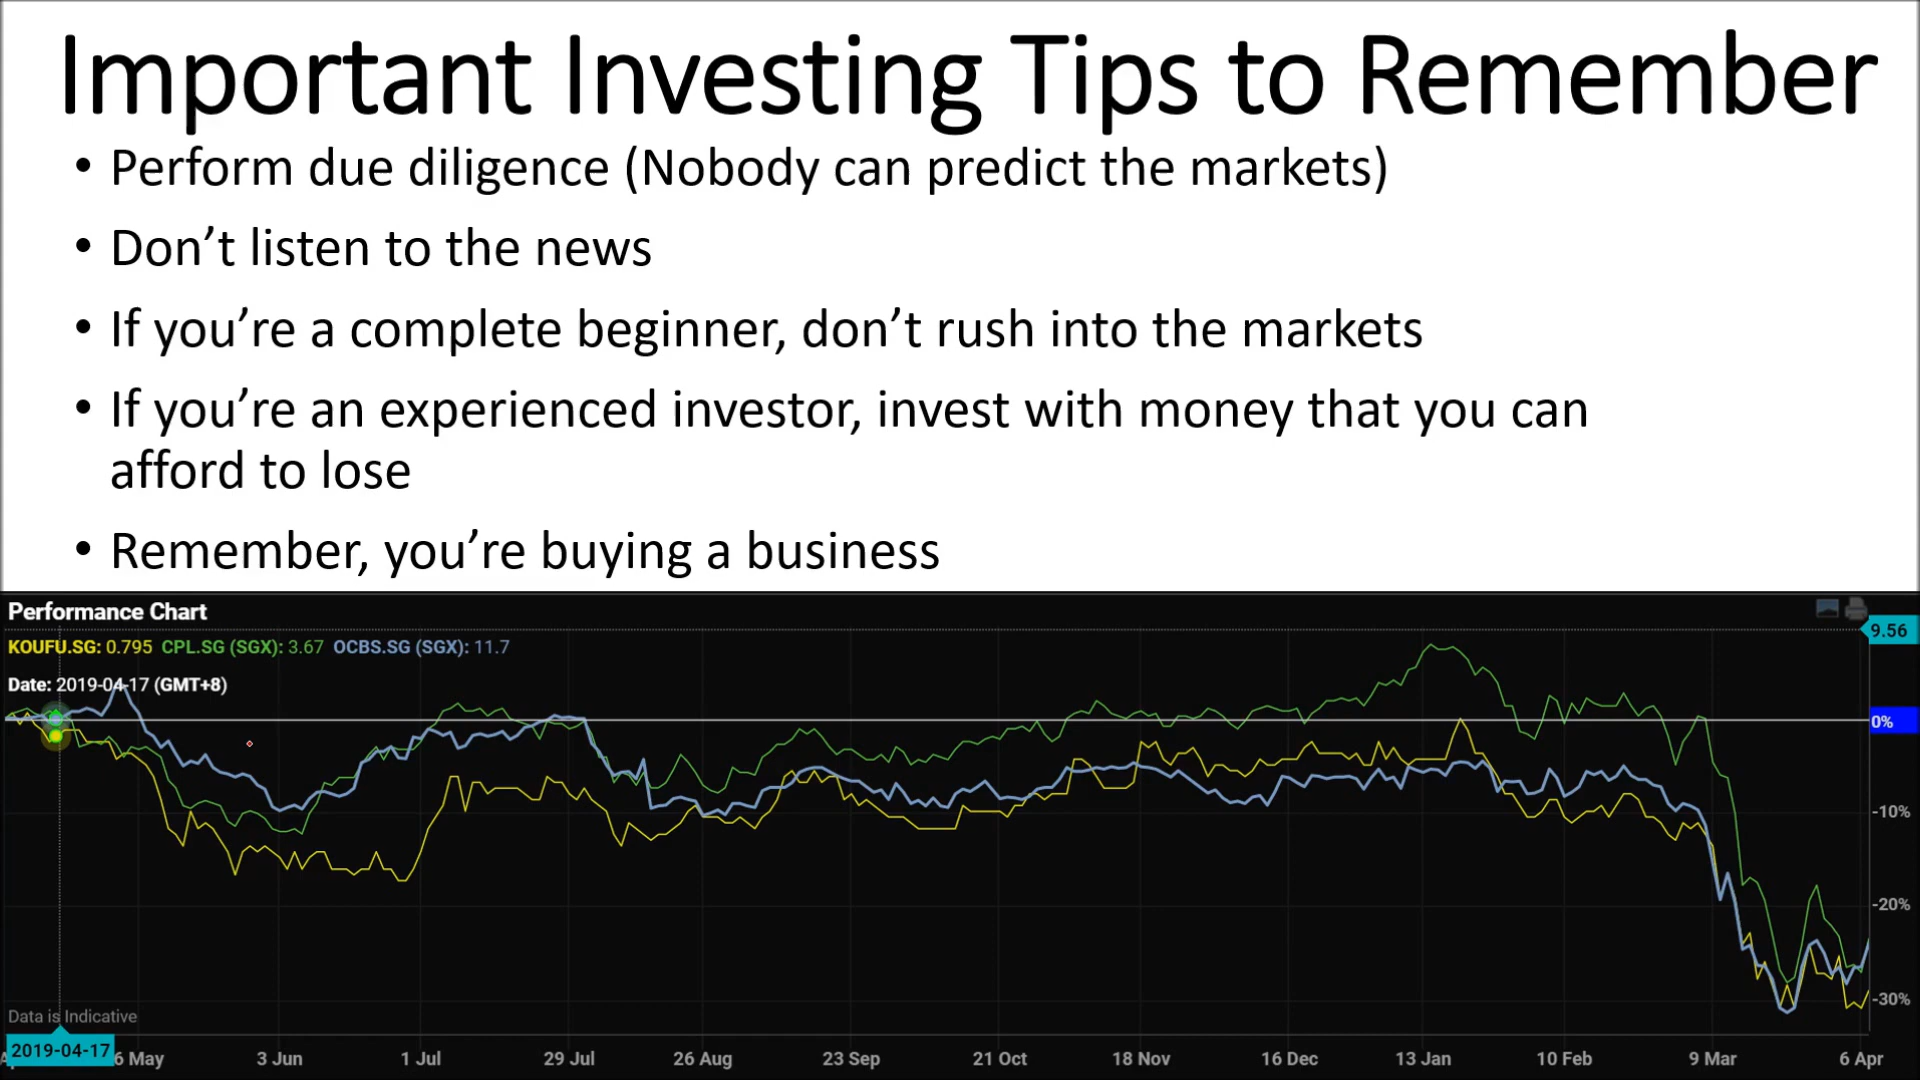 Important Investing Tips to Remember
• Perform due diligence (Nobody can predict the markets)
• Don’t listen to the news
• If you’re a complete beginner, don’t rush into the markets
• If you’re an experienced investor, invest with money that you can
afford to lose
• Remember, you’re buying a business
Performance Chart
9.56
KOUFU.SG: 0.795 CPL.SG (SGX): 3.67 OCBS.SG (SGX): 11.7
Date: 2019-04-17 (GMT+8)
0%
-10%
-20%
-30%
Data is Indicative
2019-04-17 6 May 3 Jun 1 Jul 29 Jul 26 Aug 23 Sep 21 Oct 18 Nov 16 Dec 13 Jan 10 Feb 9 Mar 6 Apr